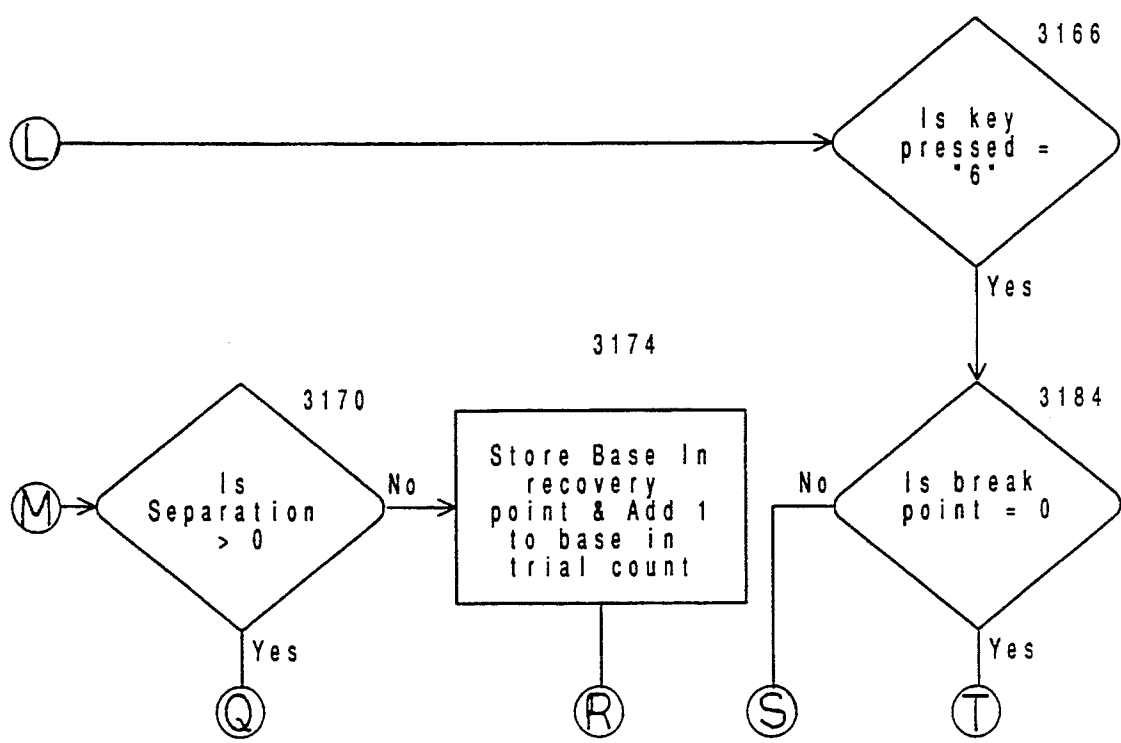 3166
L
Is key
pressed =
"6"
Yes
3174
3170
3184
M
Is
Separation
> 0
No
Store Base In
recovery
point & Add 1
to base in
trial count
No
Is break
point = 0
Yes
Yes
Q
R
S
T